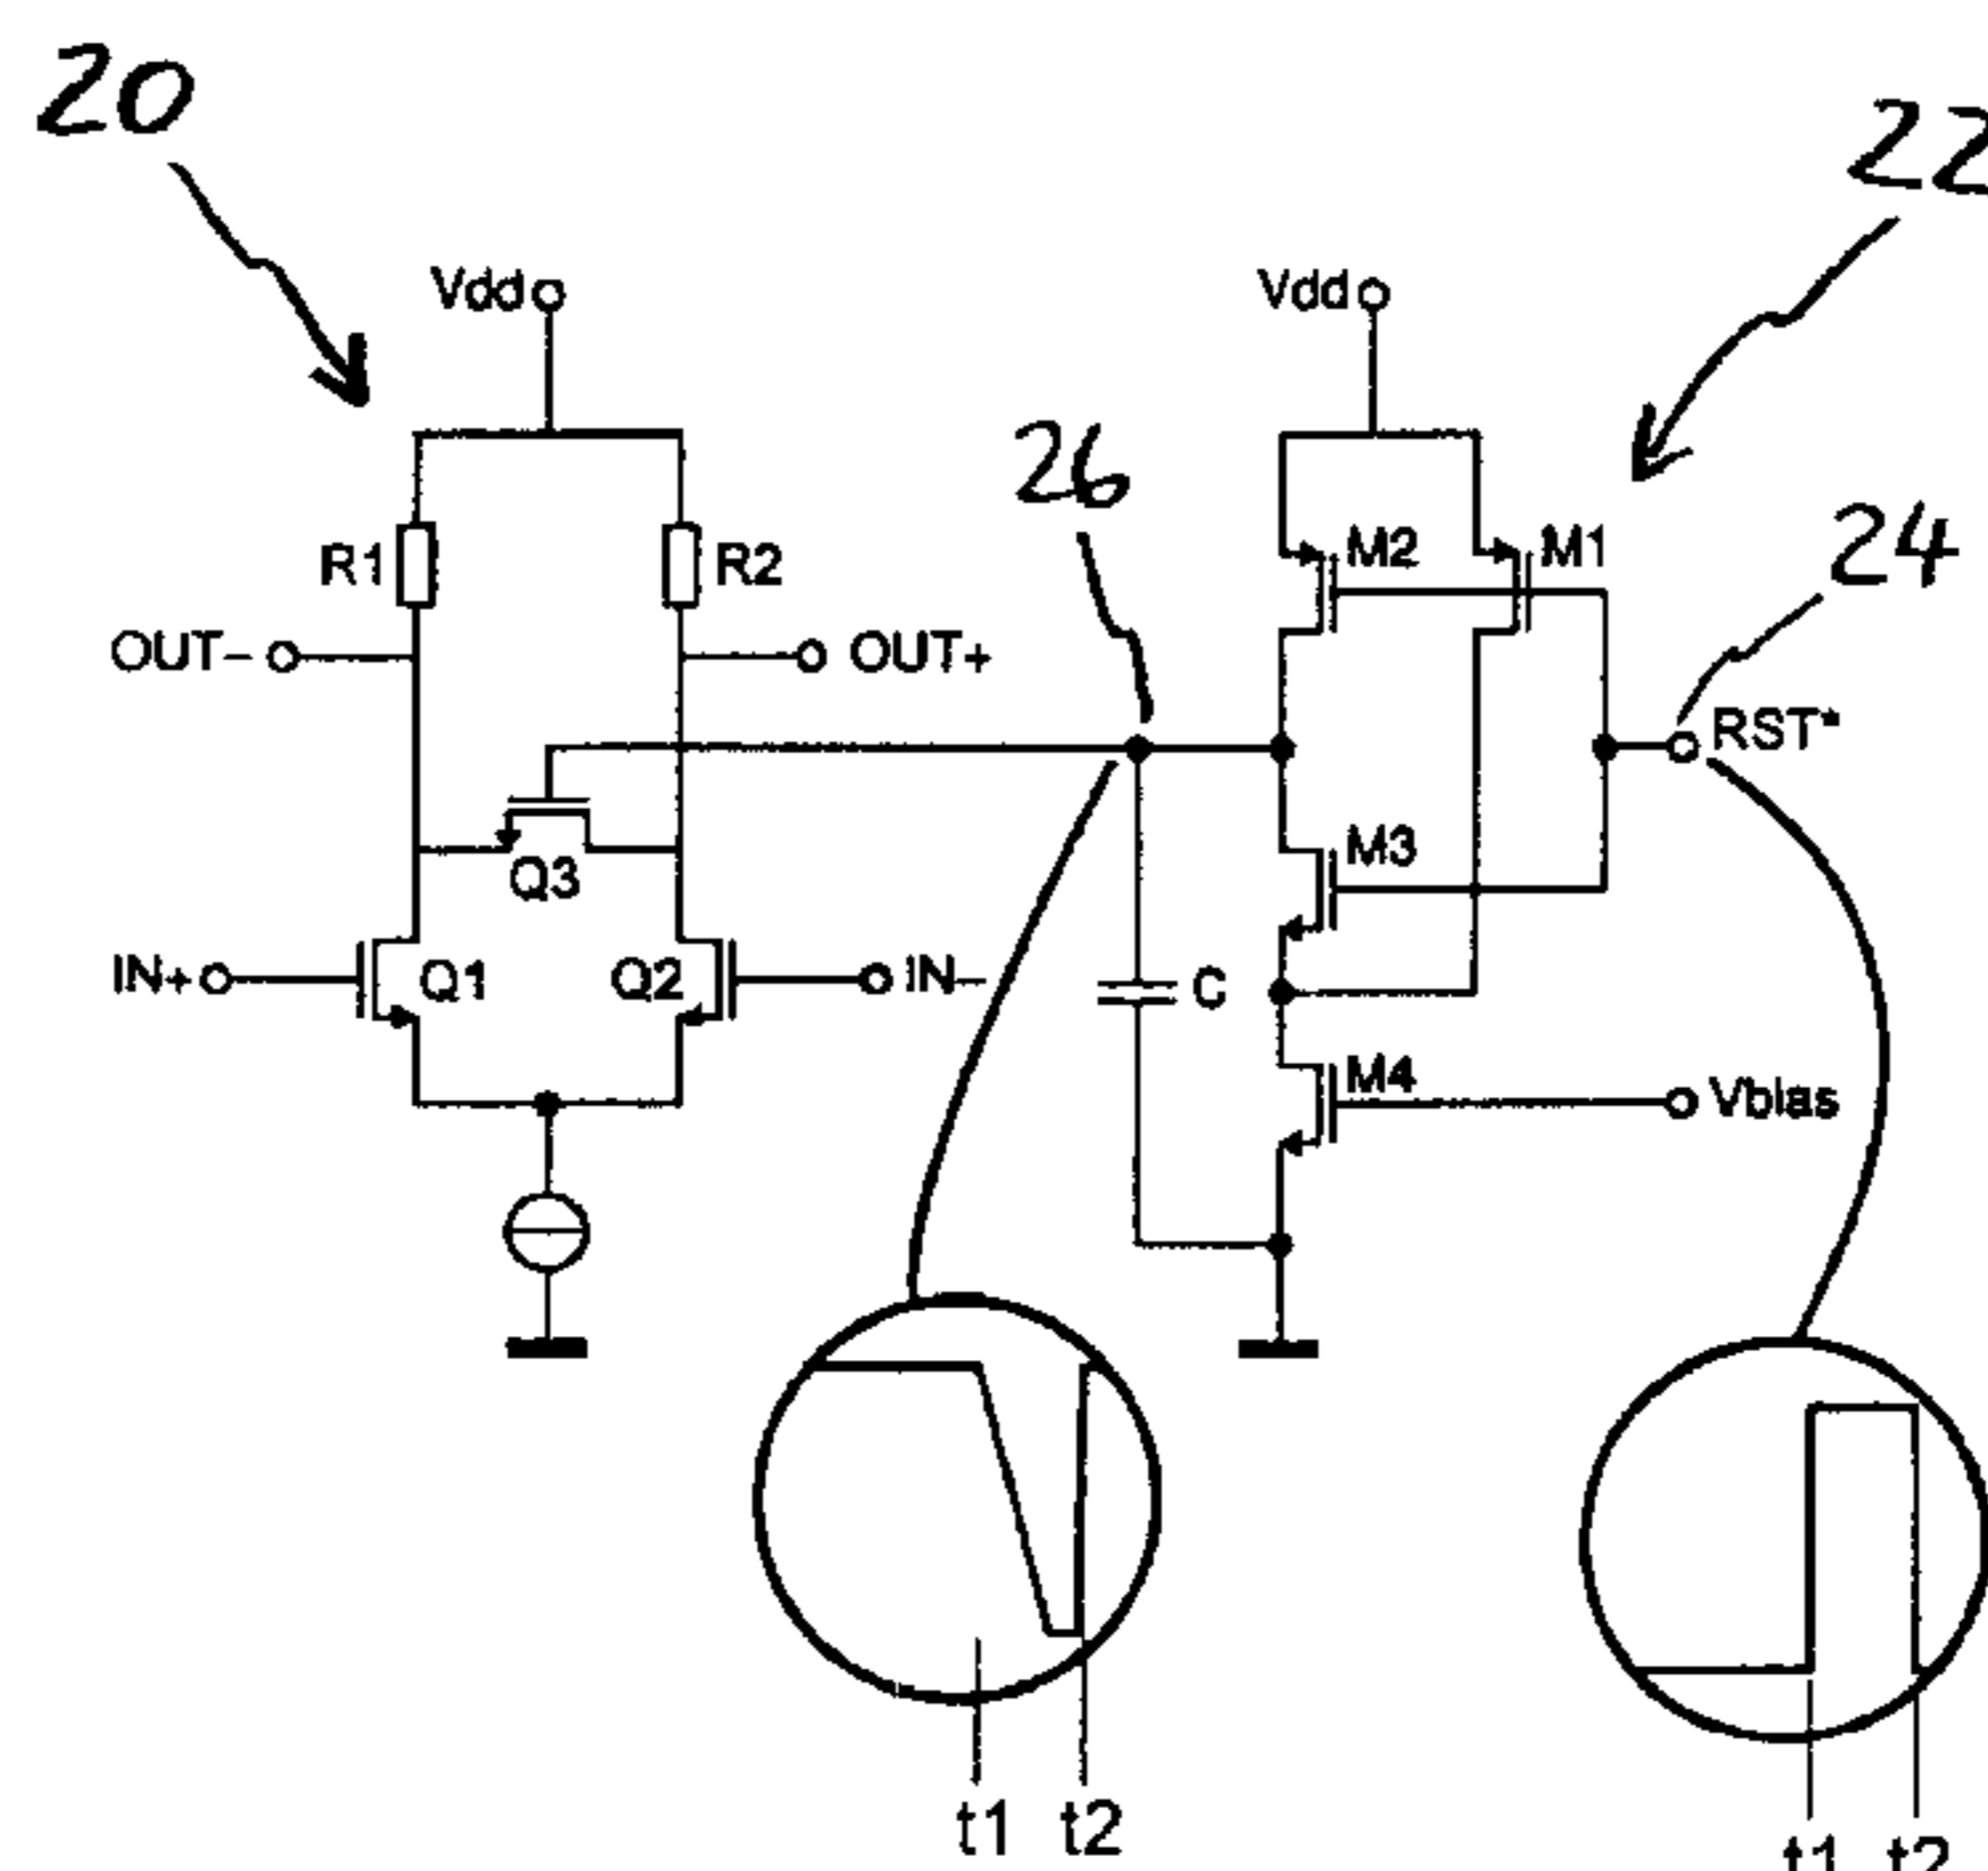 20
22
Vdd
Vdd
26
24
R1
R2
M2
M1
OUT−
OUT+
RST*
Q3
M3
IN+
Q1
Q2
IN−
C
M4
Vbias
t1
t2
t1
t2